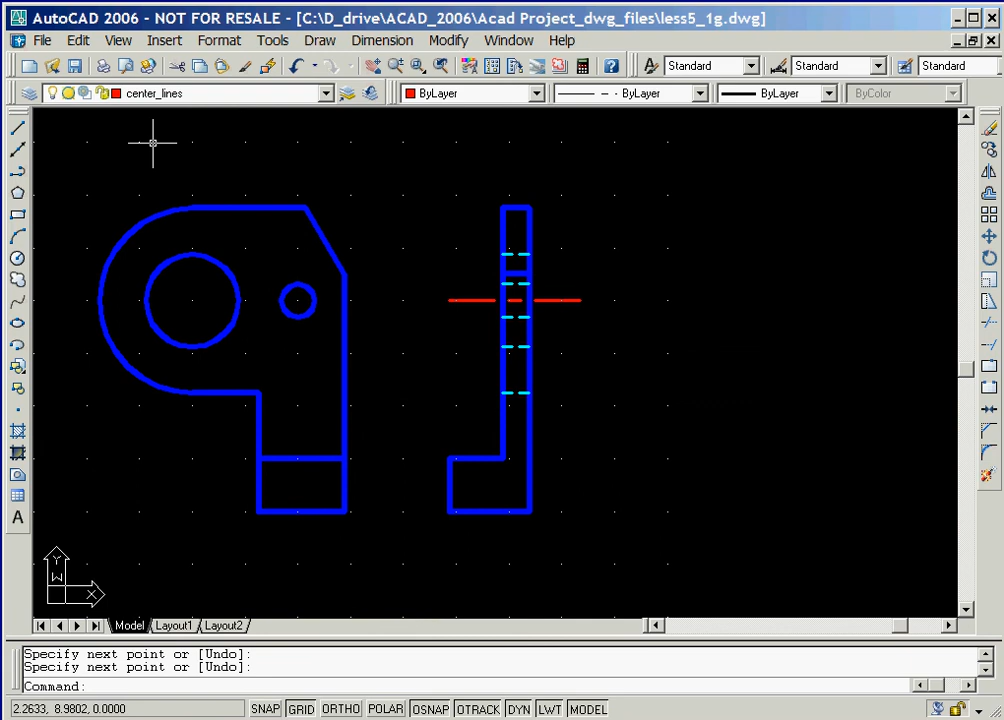 AutoCAD 2006 - NOT FOR RESALE - [C:\D_drive\ACAD_2006\Acad Project_dwg_files\less5_1g.dwg]
File Edit View Insert Format Tools Draw Dimension Modify Window Help
Standard Standard Standard
center_lines ByLayer ByLayer ByLayer ByColor
A
Y
W
X
Model Layout1 Layout2
Specify next point or [Undo]:
Specify next point or [Undo]:
Command:
2.2633, 8.9802, 0.0000 SNAP GRID ORTHO POLAR OSNAP OTRACK DYN LWT MODEL